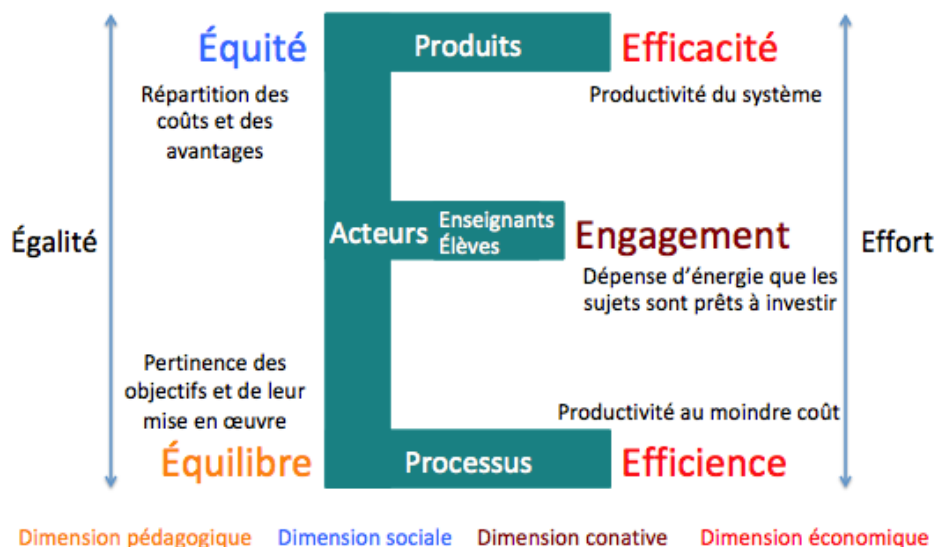 Équité
Produits
Efficacité
Répartition des
coûts et des
avantages
Productivité du système
Égalité
Acteurs
Enseignants
Élèves
Engagement
Effort
Dépense d’énergie que les
sujets sont prêts à investir
Pertinence des
objectifs et de leur
mise en œuvre
Productivité au moindre coût
Équilibre
Processus
Efficience
Dimension pédagogique Dimension sociale Dimension conative Dimension économique